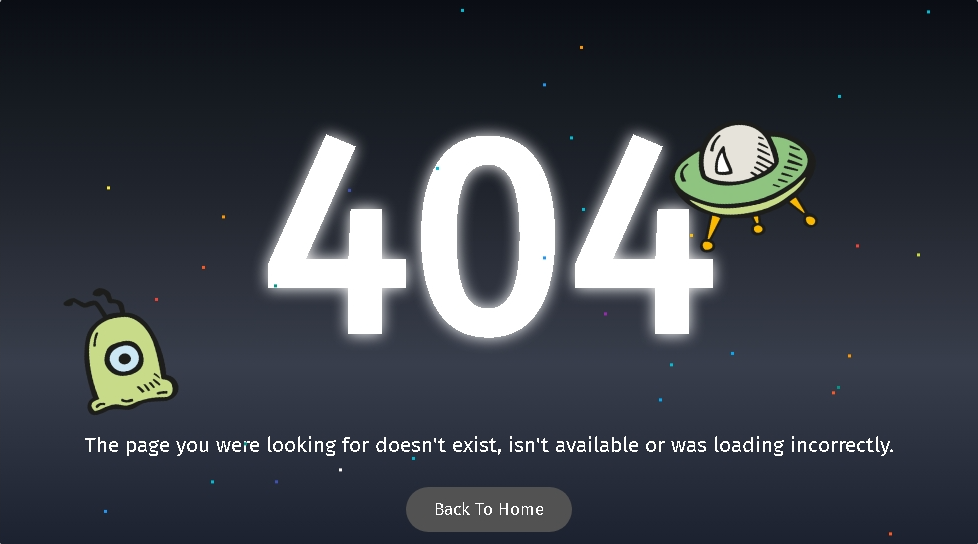 404
The page you were looking for doesn't exist, isn't available or was loading incorrectly.
Back To Home